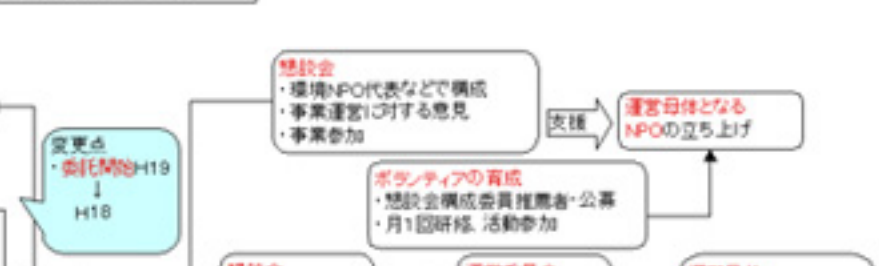 懇談会
・環境NPO代表などで構成
・事業運営に対する意見
・事業参加
支援
運営母体となる
NPOの立ち上げ
変更点
・委託開始H19
↓
H18
ボランティアの育成
・懇談会構成委員推薦者・公募
・月1回研修、活動参加